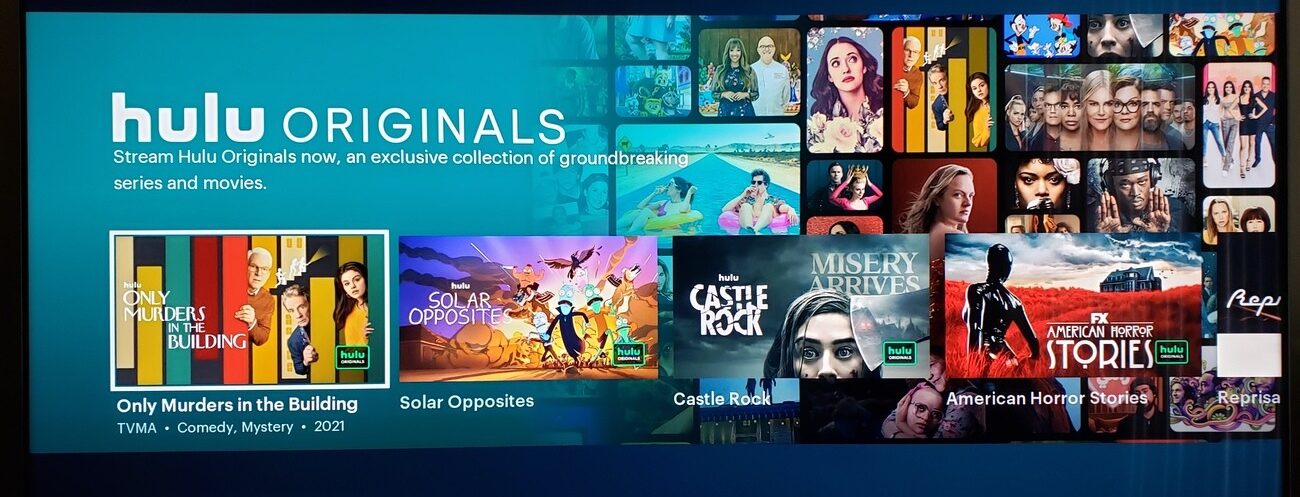 hulu ORIGINALS
Stream Hulu Originals now, an exclusive collection of groundbreaking
series and movies.
hulu
ONLY
MURDERS
IN THE
BUILDING
hulu
ORIGINALS
hulu
SOLAR
OPPOSITES
hulu
ORIGINALS
MISERY
ARRIVES
hulu
CASTLE
ROCK
hulu
ORIGINALS
FX
AMERICAN HORROR
STORIES
hulu
ORIGINALS
Repr
Only Murders in the Building
TVMA • Comedy, Mystery • 2021
Solar Opposites
Castle Rock
American Horror Stories
Reprisa